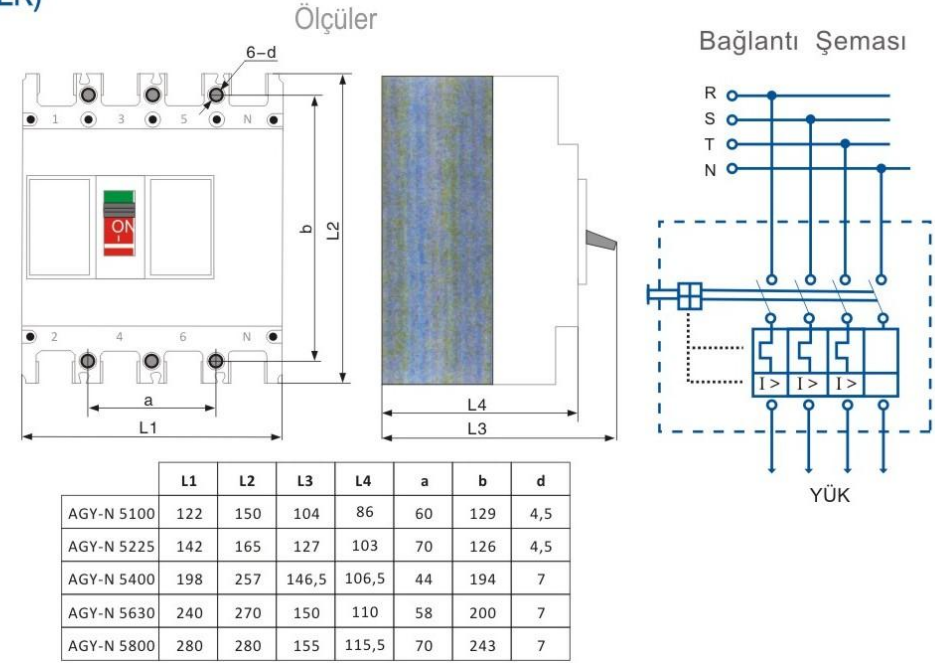 Ölçüler
6-d
1 3 5 N
ON
I
b
L2
2 4 6 N
a
L1
L4
L3
Bağlantı Şeması
R
S
T
N
I > I > I >
YÜK
L1 L2 L3 L4 a b d
AGY-N 5100 122 150 104 86 60 129 4,5
AGY-N 5225 142 165 127 103 70 126 4,5
AGY-N 5400 198 257 146,5 106,5 44 194 7
AGY-N 5630 240 270 150 110 58 200 7
AGY-N 5800 280 280 155 115,5 70 243 7